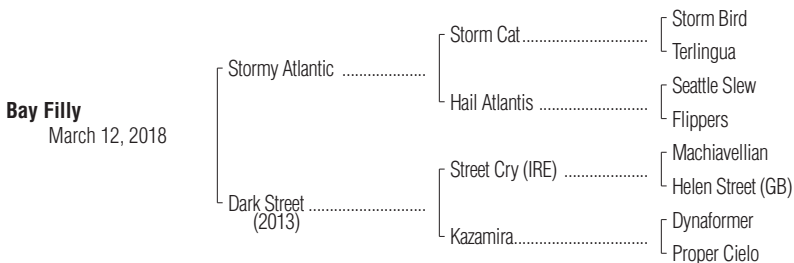 Bay Filly
March 12, 2018
Stormy Atlantic ....................
Dark Street ............................
(2013)
Storm Cat..............................
Hail Atlantis ..........................
Street Cry (IRE) ....................
Kazamira................................
Storm Bird
Terlingua
Seattle Slew
Flippers
Machiavellian
Helen Street (GB)
Dynaformer
Proper Cielo